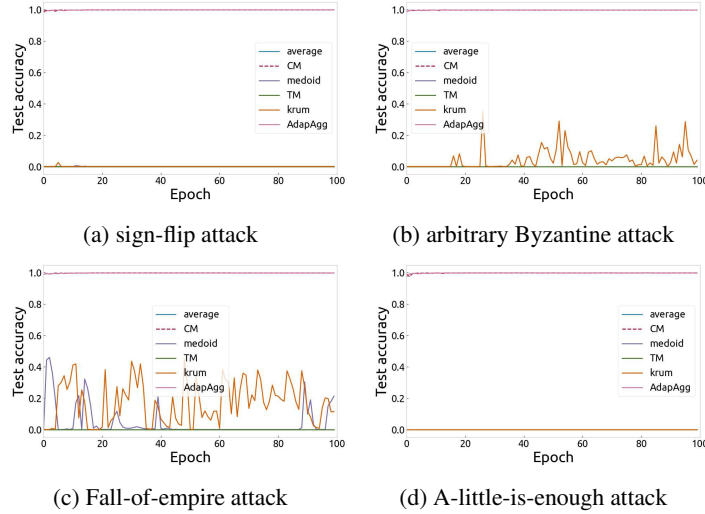 1.0
0.8
0.6
0.4
0.2
0.0
Test accuracy
average
CM
medoid
TM
krum
AdapAgg
0 20 40 60 80 100
Epoch
(a) sign-flip attack
1.0
0.8
0.6
0.4
0.2
0.0
Test accuracy
average
CM
medoid
TM
krum
AdapAgg
0 20 40 60 80 100
Epoch
(b) arbitrary Byzantine attack
1.0
0.8
0.6
0.4
0.2
0.0
Test accuracy
average
CM
medoid
TM
krum
AdapAgg
0 20 40 60 80 100
Epoch
(c) Fall-of-empire attack
1.0
0.8
0.6
0.4
0.2
0.0
Test accuracy
average
CM
medoid
TM
krum
AdapAgg
0 20 40 60 80 100
Epoch
(d) A-little-is-enough attack